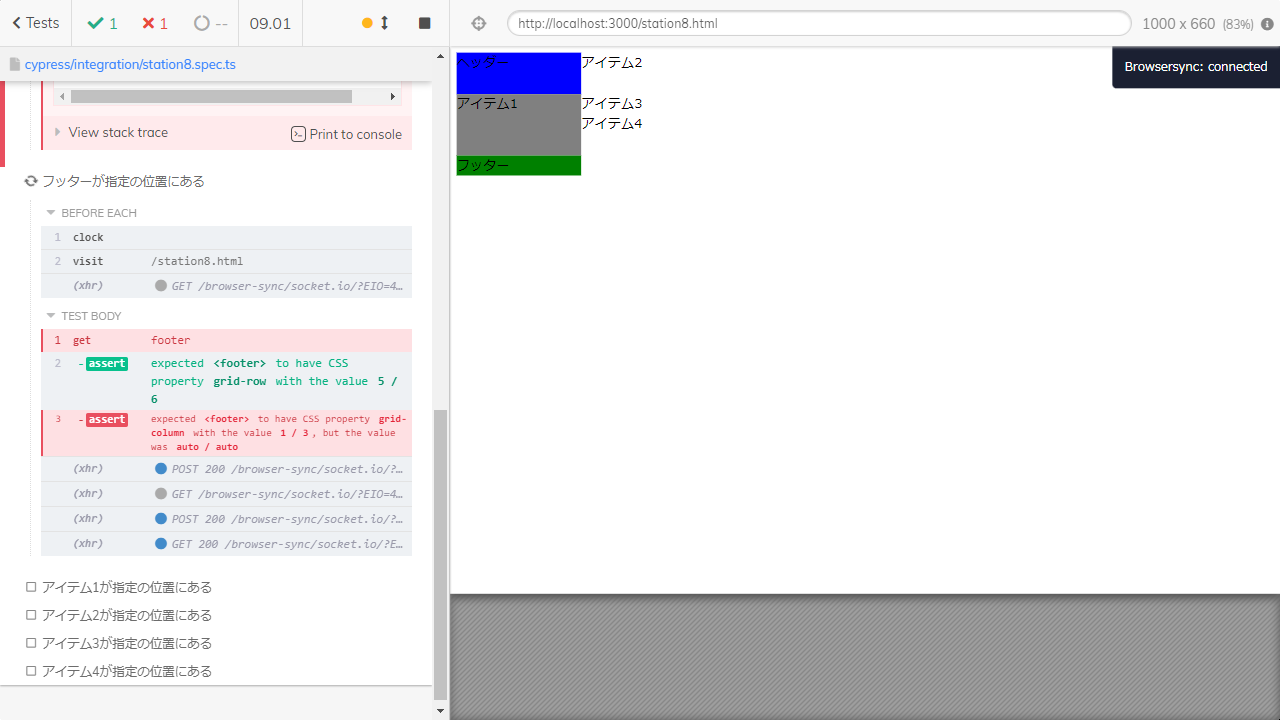 Tests
1
1
--
09.01
http://localhost:3000/station8.html
1000 x 660 (83%)
cypress/integration/station8.spec.ts
View stack trace
Print to console
フッターが指定の位置にある
BEFORE EACH
1 clock
2 visit /station8.html
(xhr) GET /browser-sync/socket.io/?EIO=4…
TEST BODY
1 get footer
2 -assert expected <footer> to have CSS
property grid-row with the value 5 /
6
3 -assert expected <footer> to have CSS property grid-
column with the value 1 / 3, but the value
was auto / auto
(xhr) POST 200 /browser-sync/socket.io/?…
(xhr) GET /browser-sync/socket.io/?EIO=4…
(xhr) POST 200 /browser-sync/socket.io/?…
(xhr) GET 200 /browser-sync/socket.io/?E…
アイテム1が指定の位置にある
アイテム2が指定の位置にある
アイテム3が指定の位置にある
アイテム4が指定の位置にある
ヘッダー アイテム2
アイテム1 アイテム3
アイテム4
フッター
Browsersync: connected